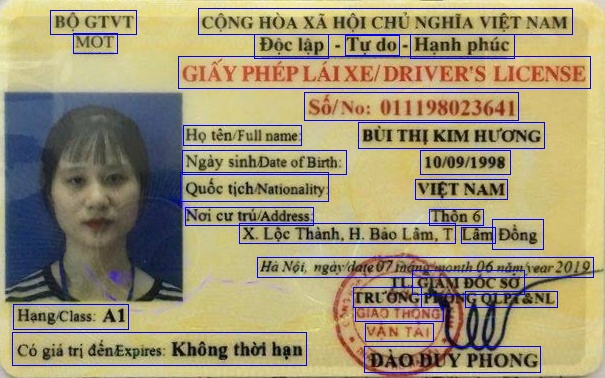 BỘ GTVT
MOT
CỘNG HÒA XÃ HỘI CHỦ NGHĨA VIỆT NAM
Độc lập - Tự do - Hạnh phúc
GIẤY PHÉP LÁI XE/ DRIVER'S LICENSE
Số/No: 011198023641
Họ tên/Full name: BÙI THỊ KIM HƯƠNG
Ngày sinh/Date of Birth: 10/09/1998
Quốc tịch/Nationality: VIỆT NAM
Nơi cư trú/Address: Thôn 6
X. Lộc Thành, H. Bảo Lâm, T Lâm Đồng
Hà Nội, ngày/date 07 tháng/month 06 năm/year 2019
TL. GIÁM ĐỐC SỞ
TRƯỞNG PHÒNG QLPT&NL
GIAO THÔNG
VẬN TẢI
Hạng/Class: A1
Có giá trị đến/Expires: Không thời hạn
ĐÀO DUY PHONG